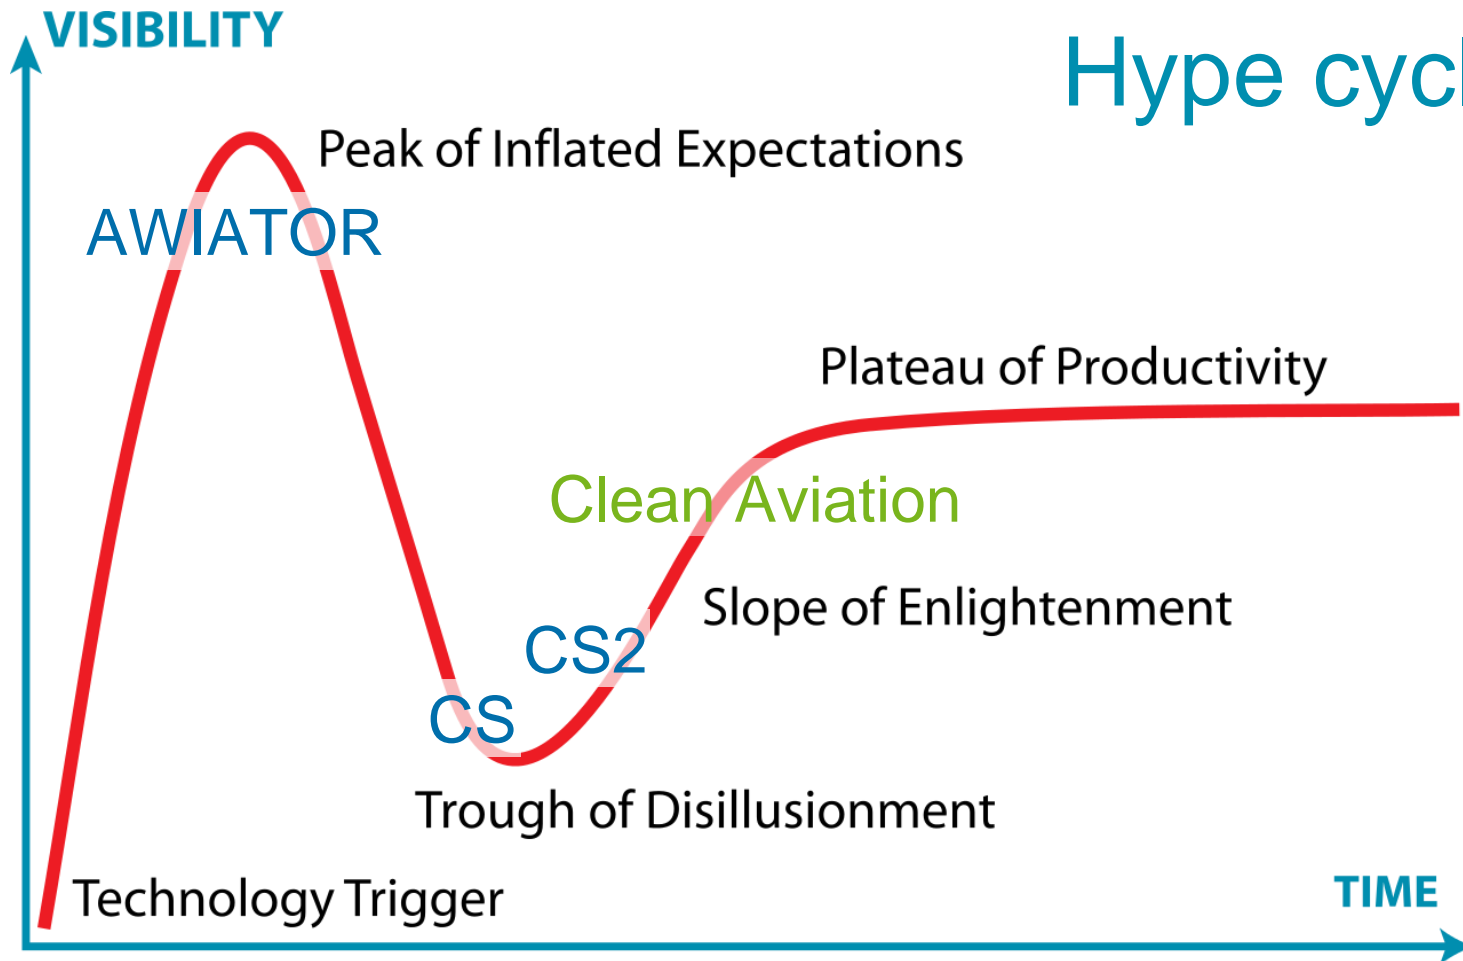 VISIBILITY
Hype cycl
Peak of Inflated Expectations
AWIATOR
Plateau of Productivity
Clean Aviation
Slope of Enlightenment
CS2
CS
Trough of Disillusionment
Technology Trigger
TIME